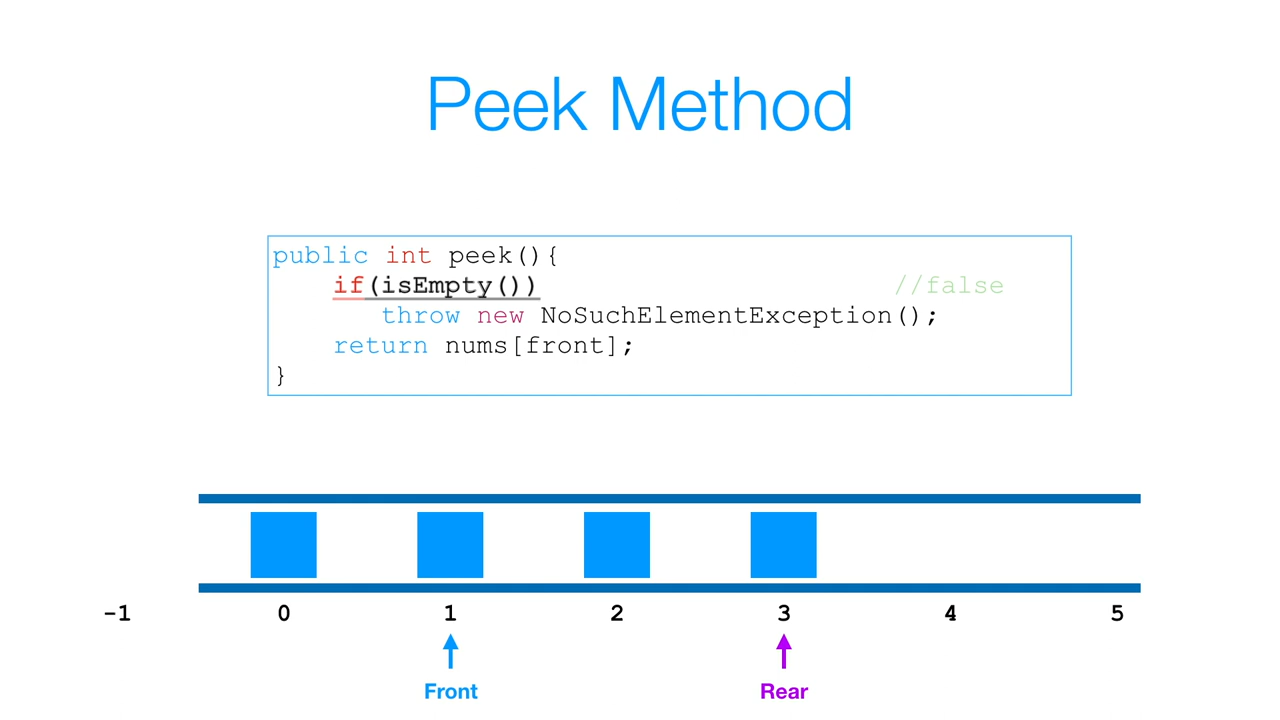 Peek Method
public int peek(){
if(isEmpty()) //false
throw new NoSuchElementException();
return nums[front];
}
-1 0 1 2 3 4 5
Front Rear